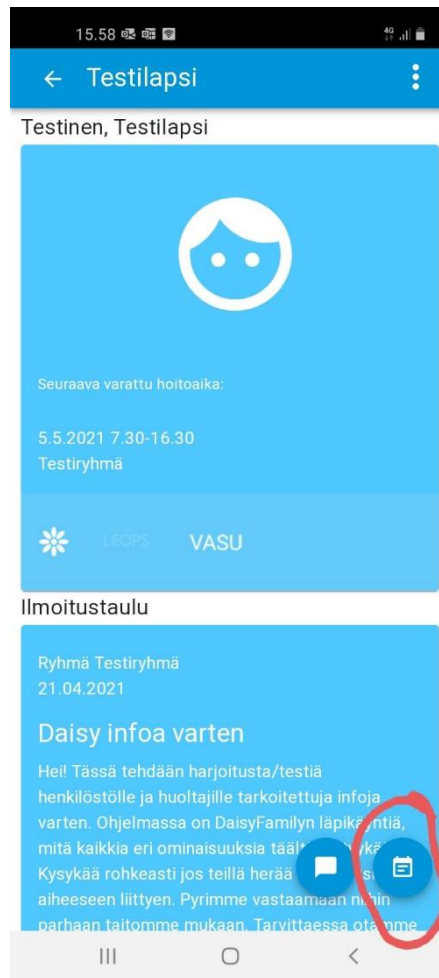 15.58
4G
Testilapsi
Testinen, Testilapsi
Seuraava varattu hoitoaika:
5.5.2021 7.30-16.30
Testiryhmä
LEOPS VASU
Ilmoitustaulu
Ryhmä Testiryhmä
21.04.2021
Daisy infoa varten
Hei! Tässä tehdään harjoitusta/testiä
henkilöstölle ja huoltajille tarkoitettuja infoja
varten. Ohjelmassa on DaisyFamilyn läpikäyntiä,
mitä kaikkia eri ominaisuuksia
Kysykää rohkeasti jos teillä herää
aiheeseen liittyen. Pyrimme vastaamaan niihin
parhaan taitomme mukaan. Tarvittaessa otamme